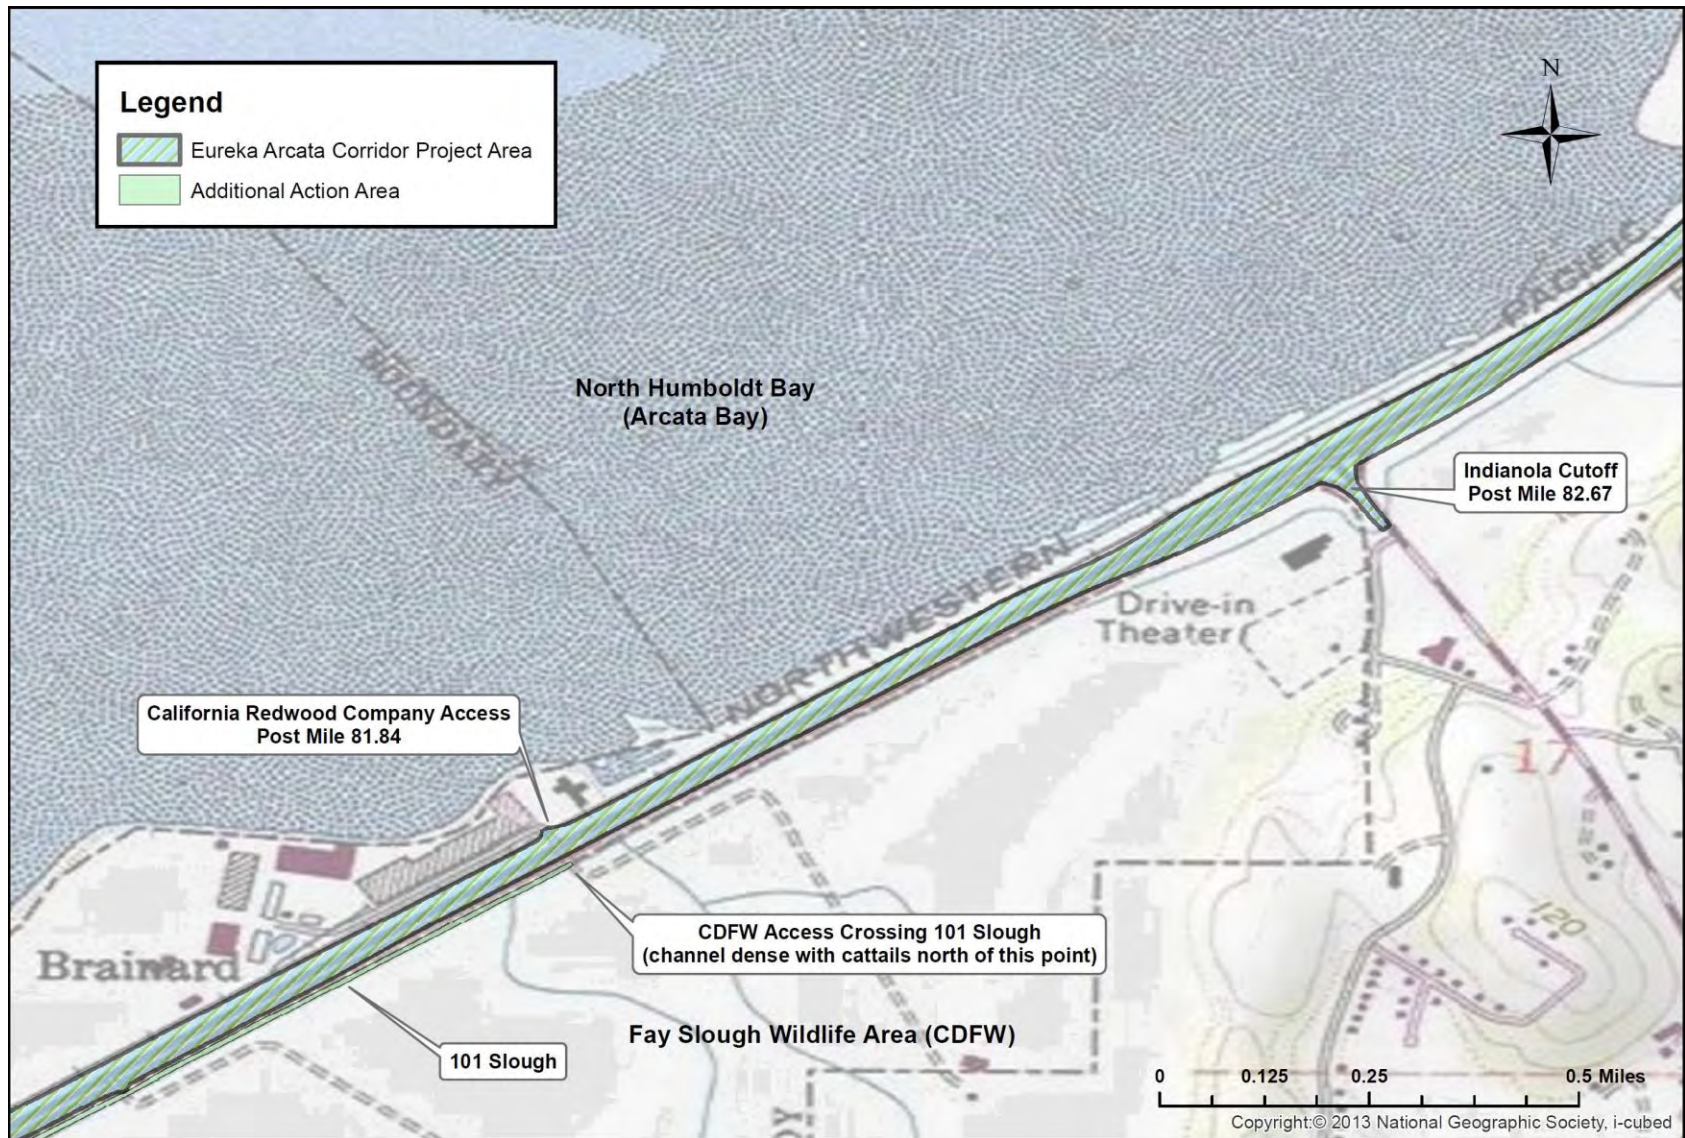 Legend
Eureka Arcata Corridor Project Area
Additional Action Area
N
PACIFIC
BOUNDARY
North Humboldt Bay
(Arcata Bay)
Indianola Cutoff
Post Mile 82.67
NORTHWESTERN
Drive-in
Theater
California Redwood Company Access
Post Mile 81.84
17
120
CDFW Access Crossing 101 Slough
(channel dense with cattails north of this point)
Brainard
Fay Slough Wildlife Area (CDFW)
101 Slough
0 0.125 0.25 0.5 Miles
Copyright:© 2013 National Geographic Society, i-cubed